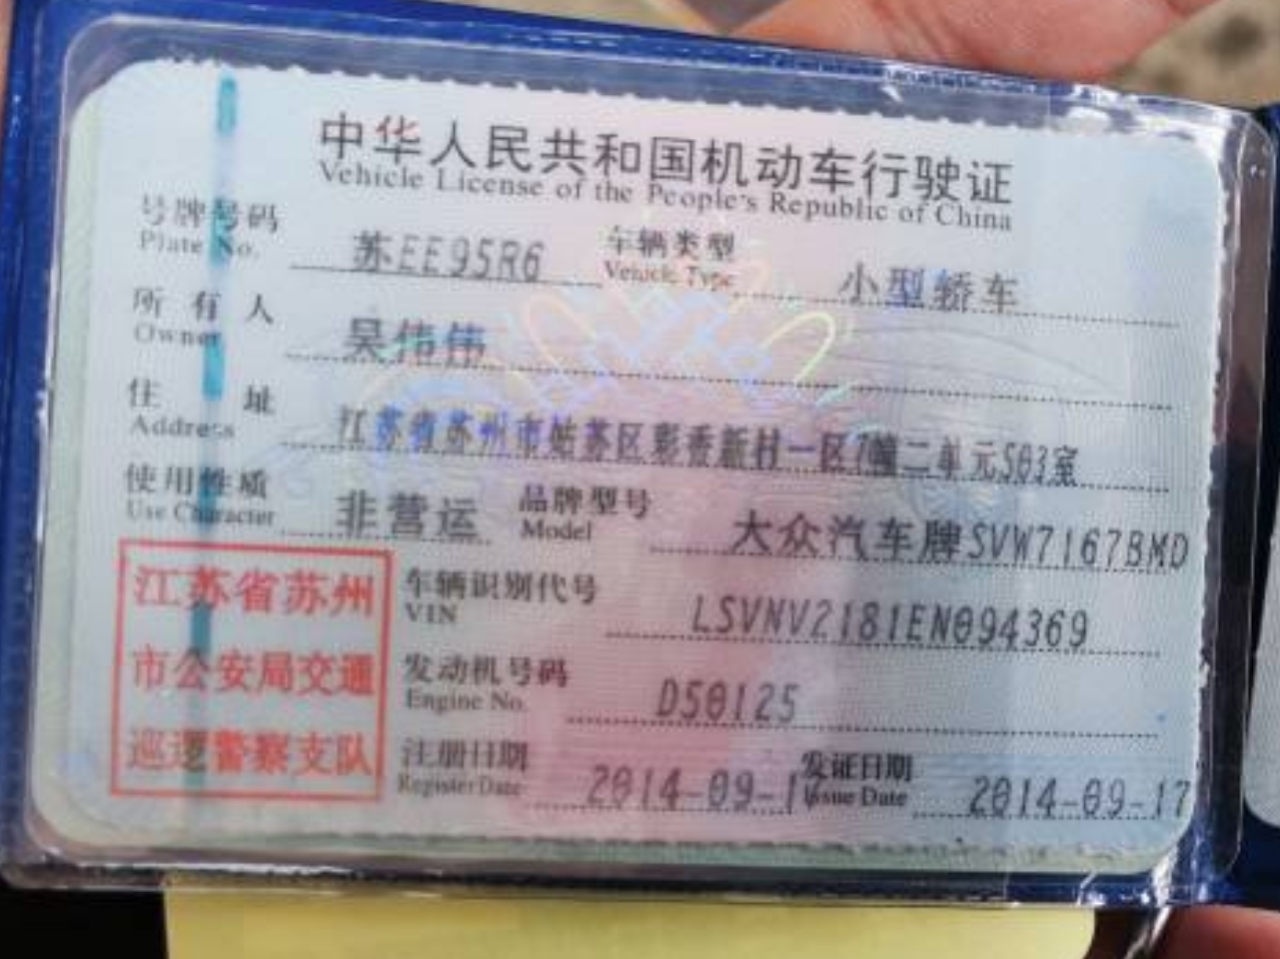 中华人民共和国机动车行驶证
Vehicle License of the People's Republic of China
号牌号码 苏EE95R6 车辆类型 小型轿车
Plate No. Vehicle Type
所有人 吴伟伟
Owner
住址 江苏省苏州市姑苏区彩香新村一区7幢二单元503室
Address
使用性质 非营运 品牌型号 大众汽车牌SVW7167BMD
Use Character Model
江苏省苏州
市公安局交通
巡逻警察支队
车辆识别代号 LSVNV2181EN094369
VIN
发动机号码 D50125
Engine No.
注册日期 2014-09-17 发证日期 2014-09-17
Register Date Issue Date